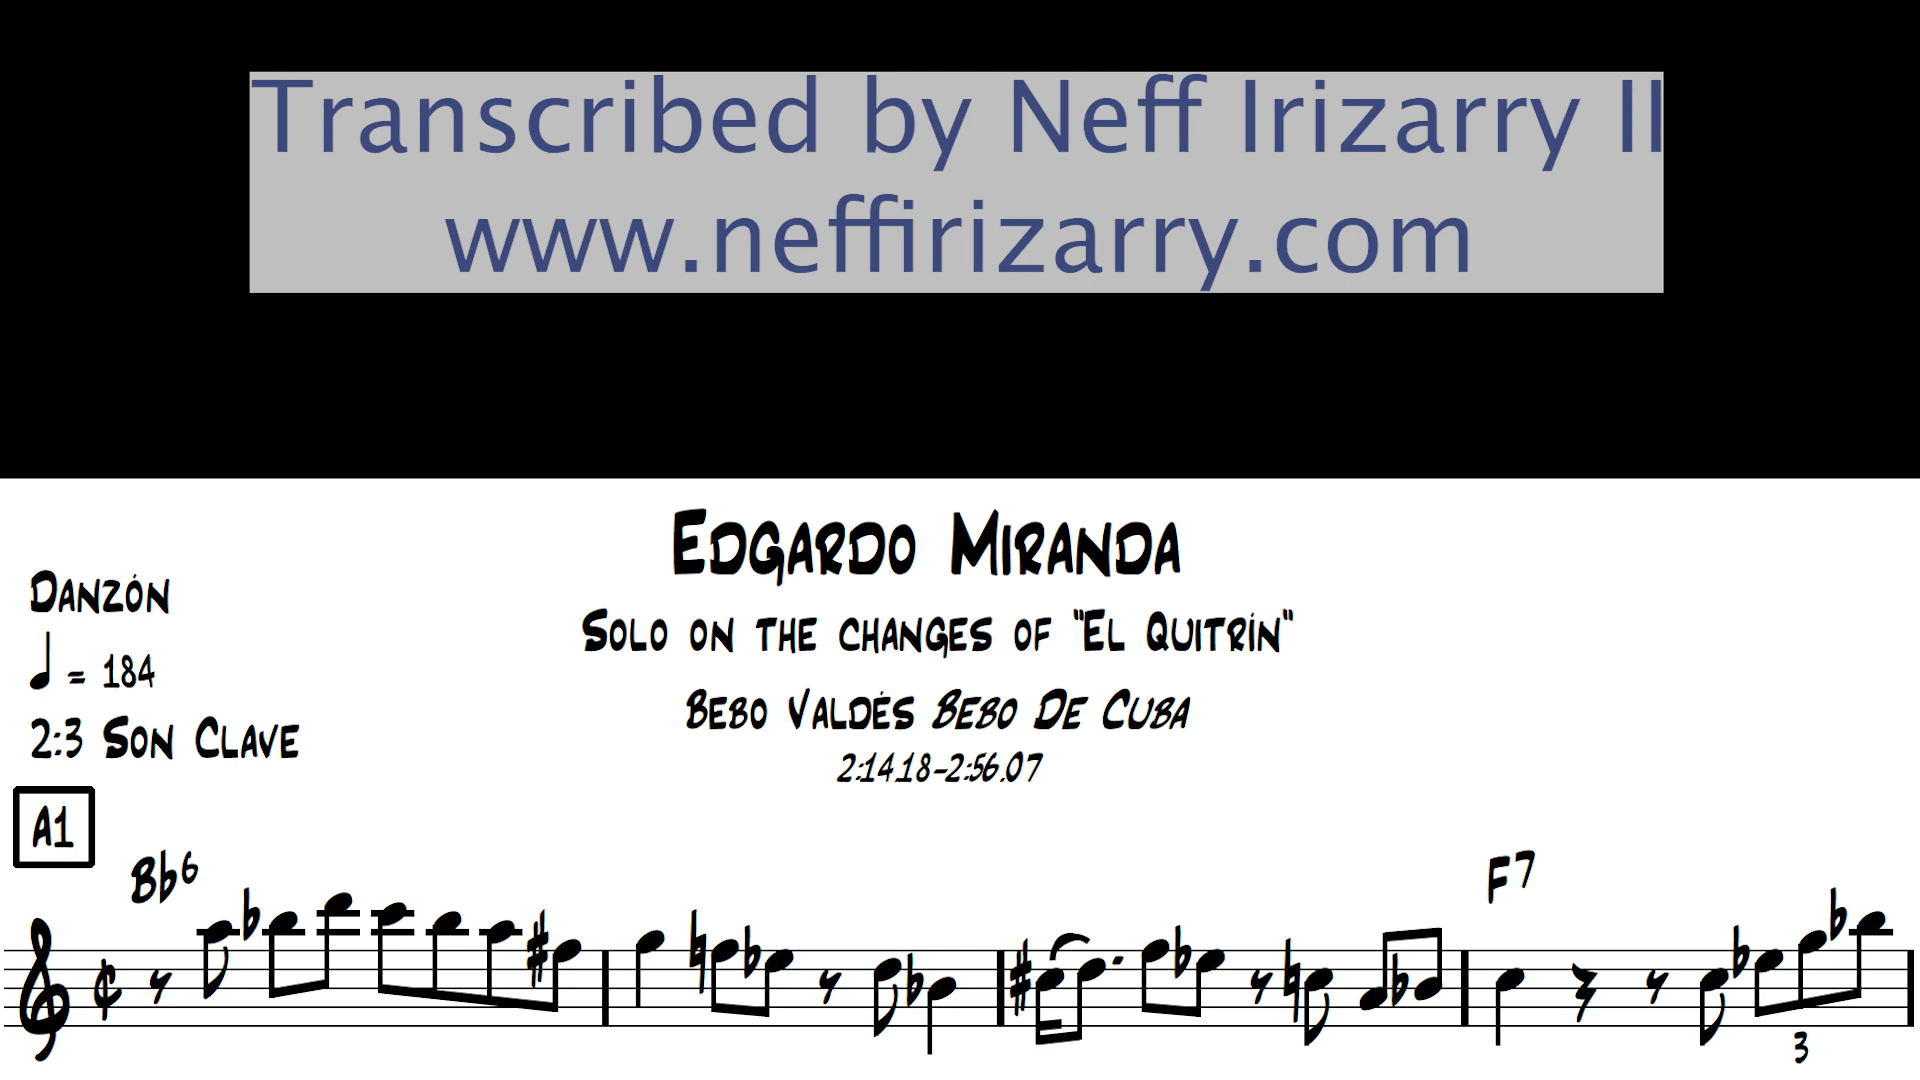 Transcribed by Neff Irizarry II
www.neffirizarry.com
Edgardo Miranda
Danzón
Solo on the changes of "El Quitrín"
♩ = 184
Bebo Valdés Bebo De Cuba
2:3 Son Clave
2:14.18-2:56.07
A1
Bb6
F7
3